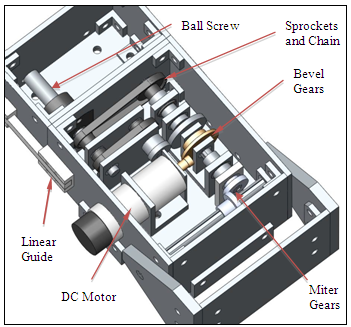 Ball Screw
Sprockets
and Chain
Bevel
Gears
Linear
Guide
DC Motor
Miter
Gears